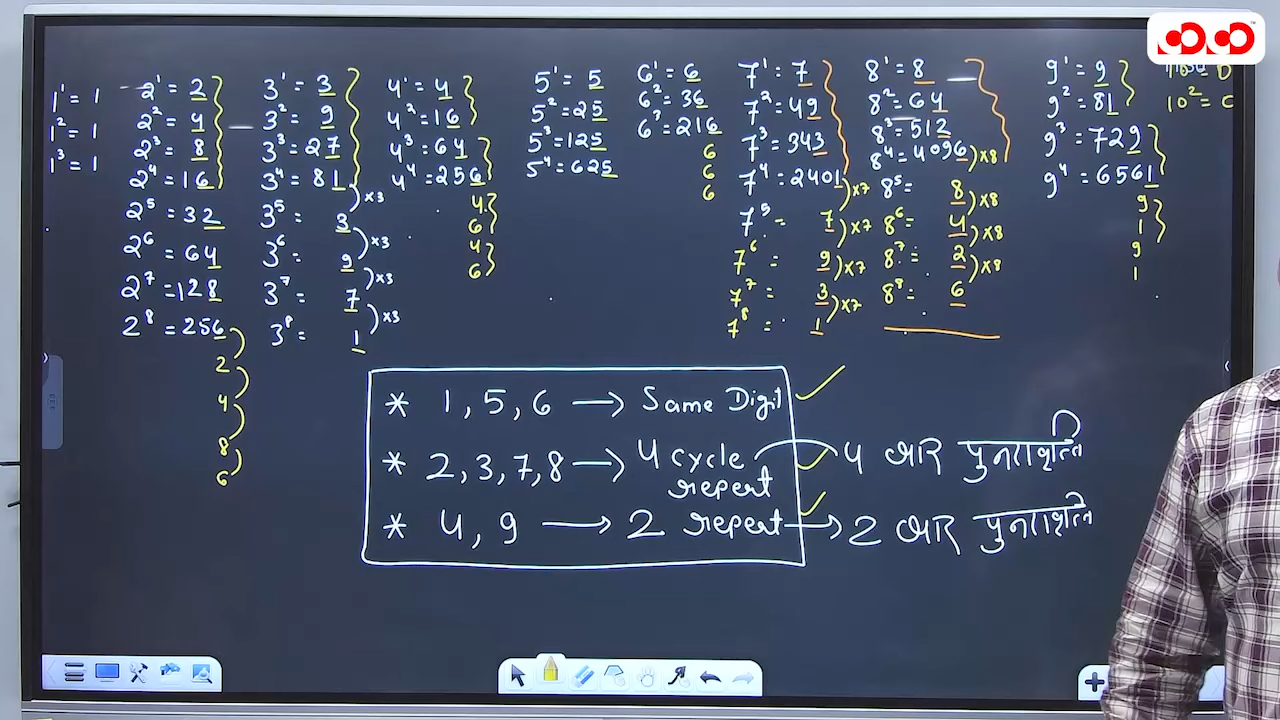 1¹ = 1
1² = 1
1³ = 1
2¹ = 2
2² = 4
2³ = 8
2⁴ = 16
2⁵ = 32
2⁶ = 64
2⁷ = 128
2⁸ = 256
2
4
8
6
3¹ = 3
3² = 9
3³ = 27
3⁴ = 81
×3
3⁵ = 3
×3
3⁶ = 9
×3
3⁷ = 7
×3
3⁸ = 1
4¹ = 4
4² = 16
4³ = 64
4⁴ = 256
4
6
4
6
5¹ = 5
5² = 25
5³ = 125
5⁴ = 625
6¹ = 6
6² = 36
6³ = 216
6
6
6
7¹ = 7
7² = 49
7³ = 343
7⁴ = 2401
×7
7⁵ = 7
×7
7⁶ = 9
×7
7⁷ = 3
×7
7⁸ = 1
8¹ = 8
8² = 64
8³ = 512
8⁴ = 4096
×8
8⁵ = 8
×8
8⁶ = 4
×8
8⁷ = 2
×8
8⁸ = 6
9¹ = 9
9² = 81
9³ = 729
9⁴ = 6561
9
1
9
1
10² = 0
* 1, 5, 6 → Same Digit
* 2, 3, 7, 8 → 4 cycle repert 4 बार पुनरावृत्ति
* 4, 9 → 2 repert → 2 बार पुनरावृत्ति